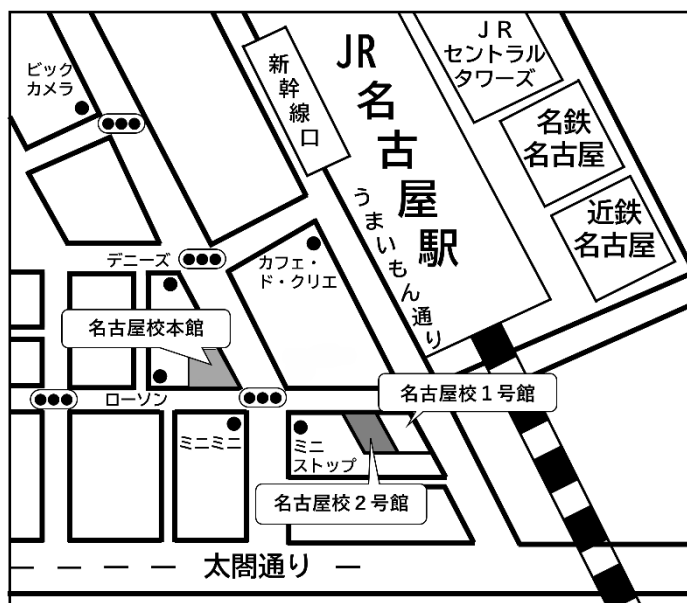 ビック
カメラ
新幹線口
JR名古屋駅
うまいもん通り
ＪＲ
セントラル
タワーズ
名鉄
名古屋
近鉄
名古屋
デニーズ
カフェ・
ド・クリエ
名古屋校本館
ローソン
名古屋校１号館
ミニミニ
ミニ
ストップ
名古屋校２号館
太閤通り